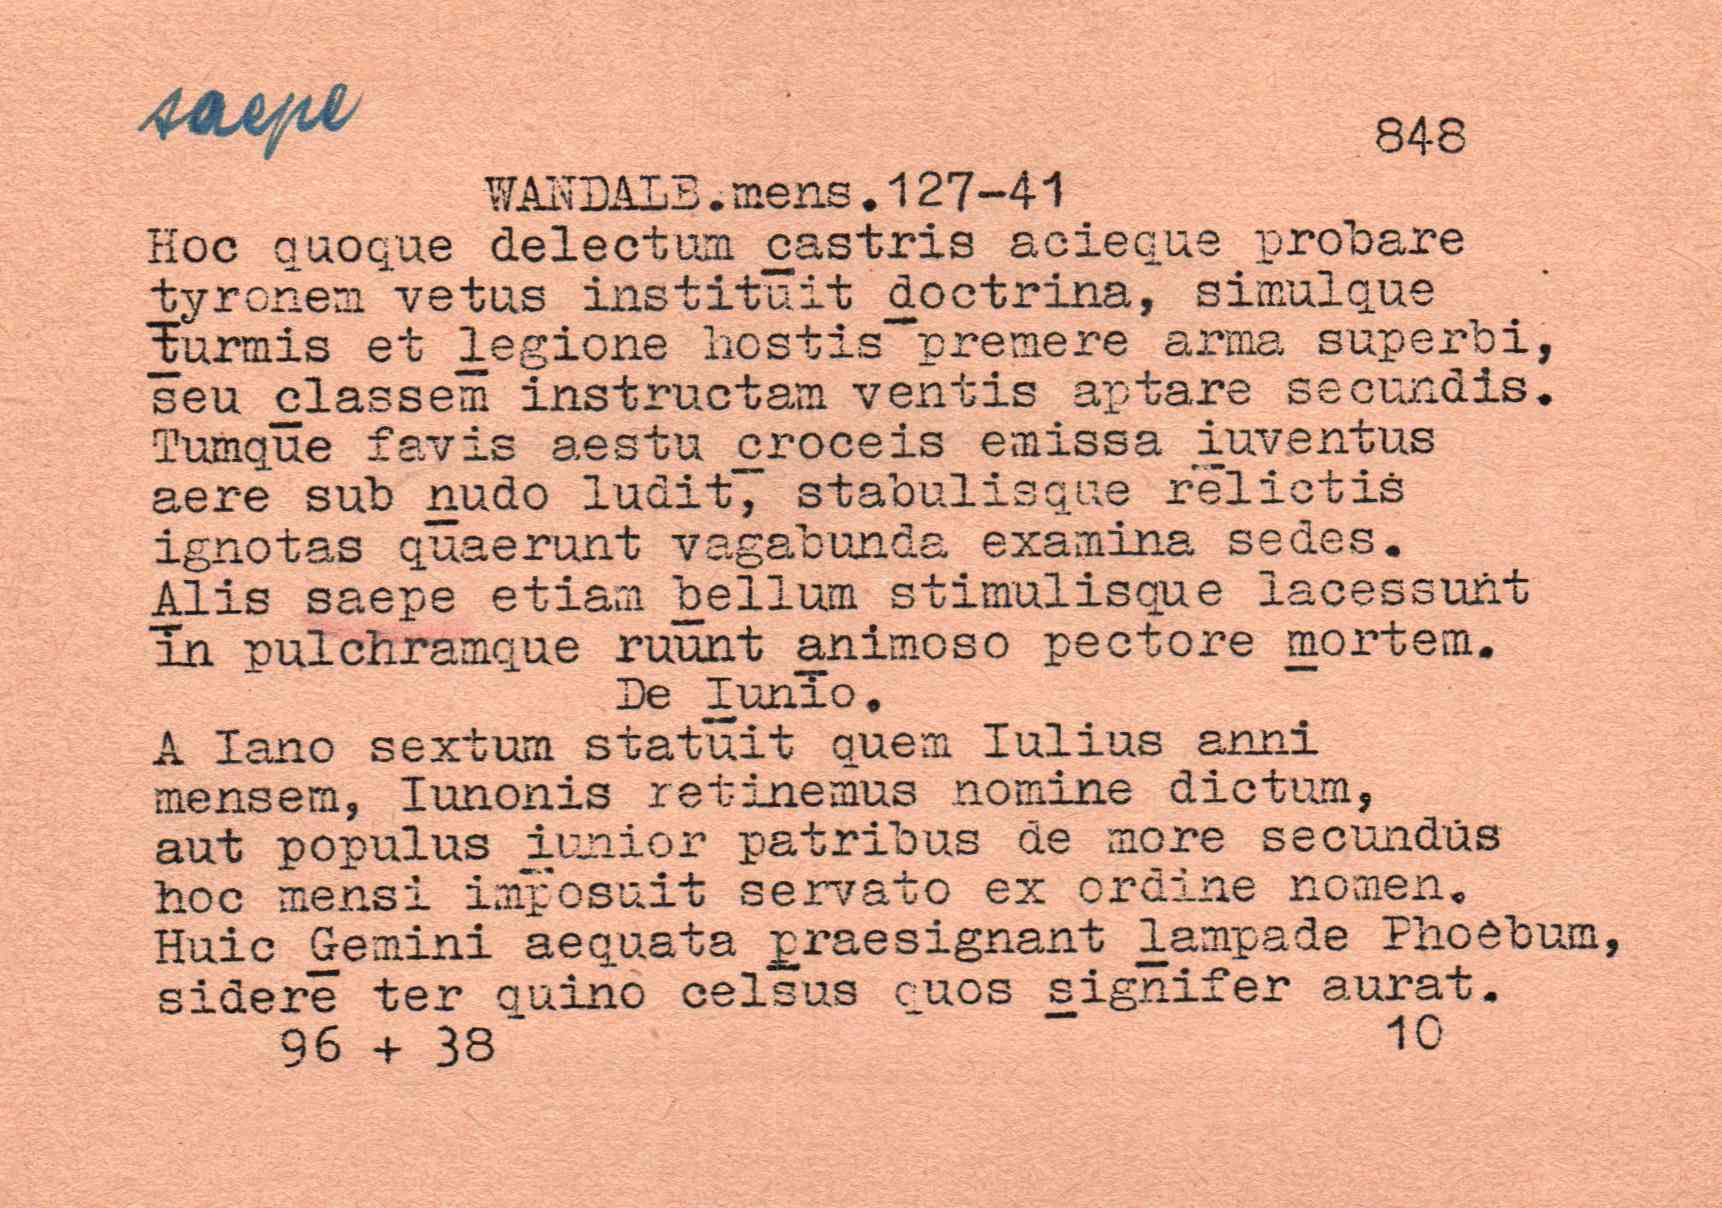 saepe
848
WANDALB.mens.127-41
Hoc quoque delectum castris acieque probare
tyronem vetus instituit doctrina, simulque
turmis et legione hostis premere arma superbi,
seu classem instructam ventis aptare secundis.
Tumque favis aestu croceis emissa iuventus
aere sub nudo ludit, stabulisque relictis
ignotas quaerunt vagabunda examina sedes.
Alis saepe etiam bellum stimulisque lacessunt
in pulchramque ruunt animoso pectore mortem.
De Iunio.
A Iano sextum statuit quem Iulius anni
mensem, Iunonis retinemus nomine dictum,
aut populus iunior patribus de more secundus
hoc mensi imposuit servato ex ordine nomen.
Huic Gemini aequata praesignant lampade Phoebum,
sidere ter quino celsus quos signifer aurat.
96 + 38 10